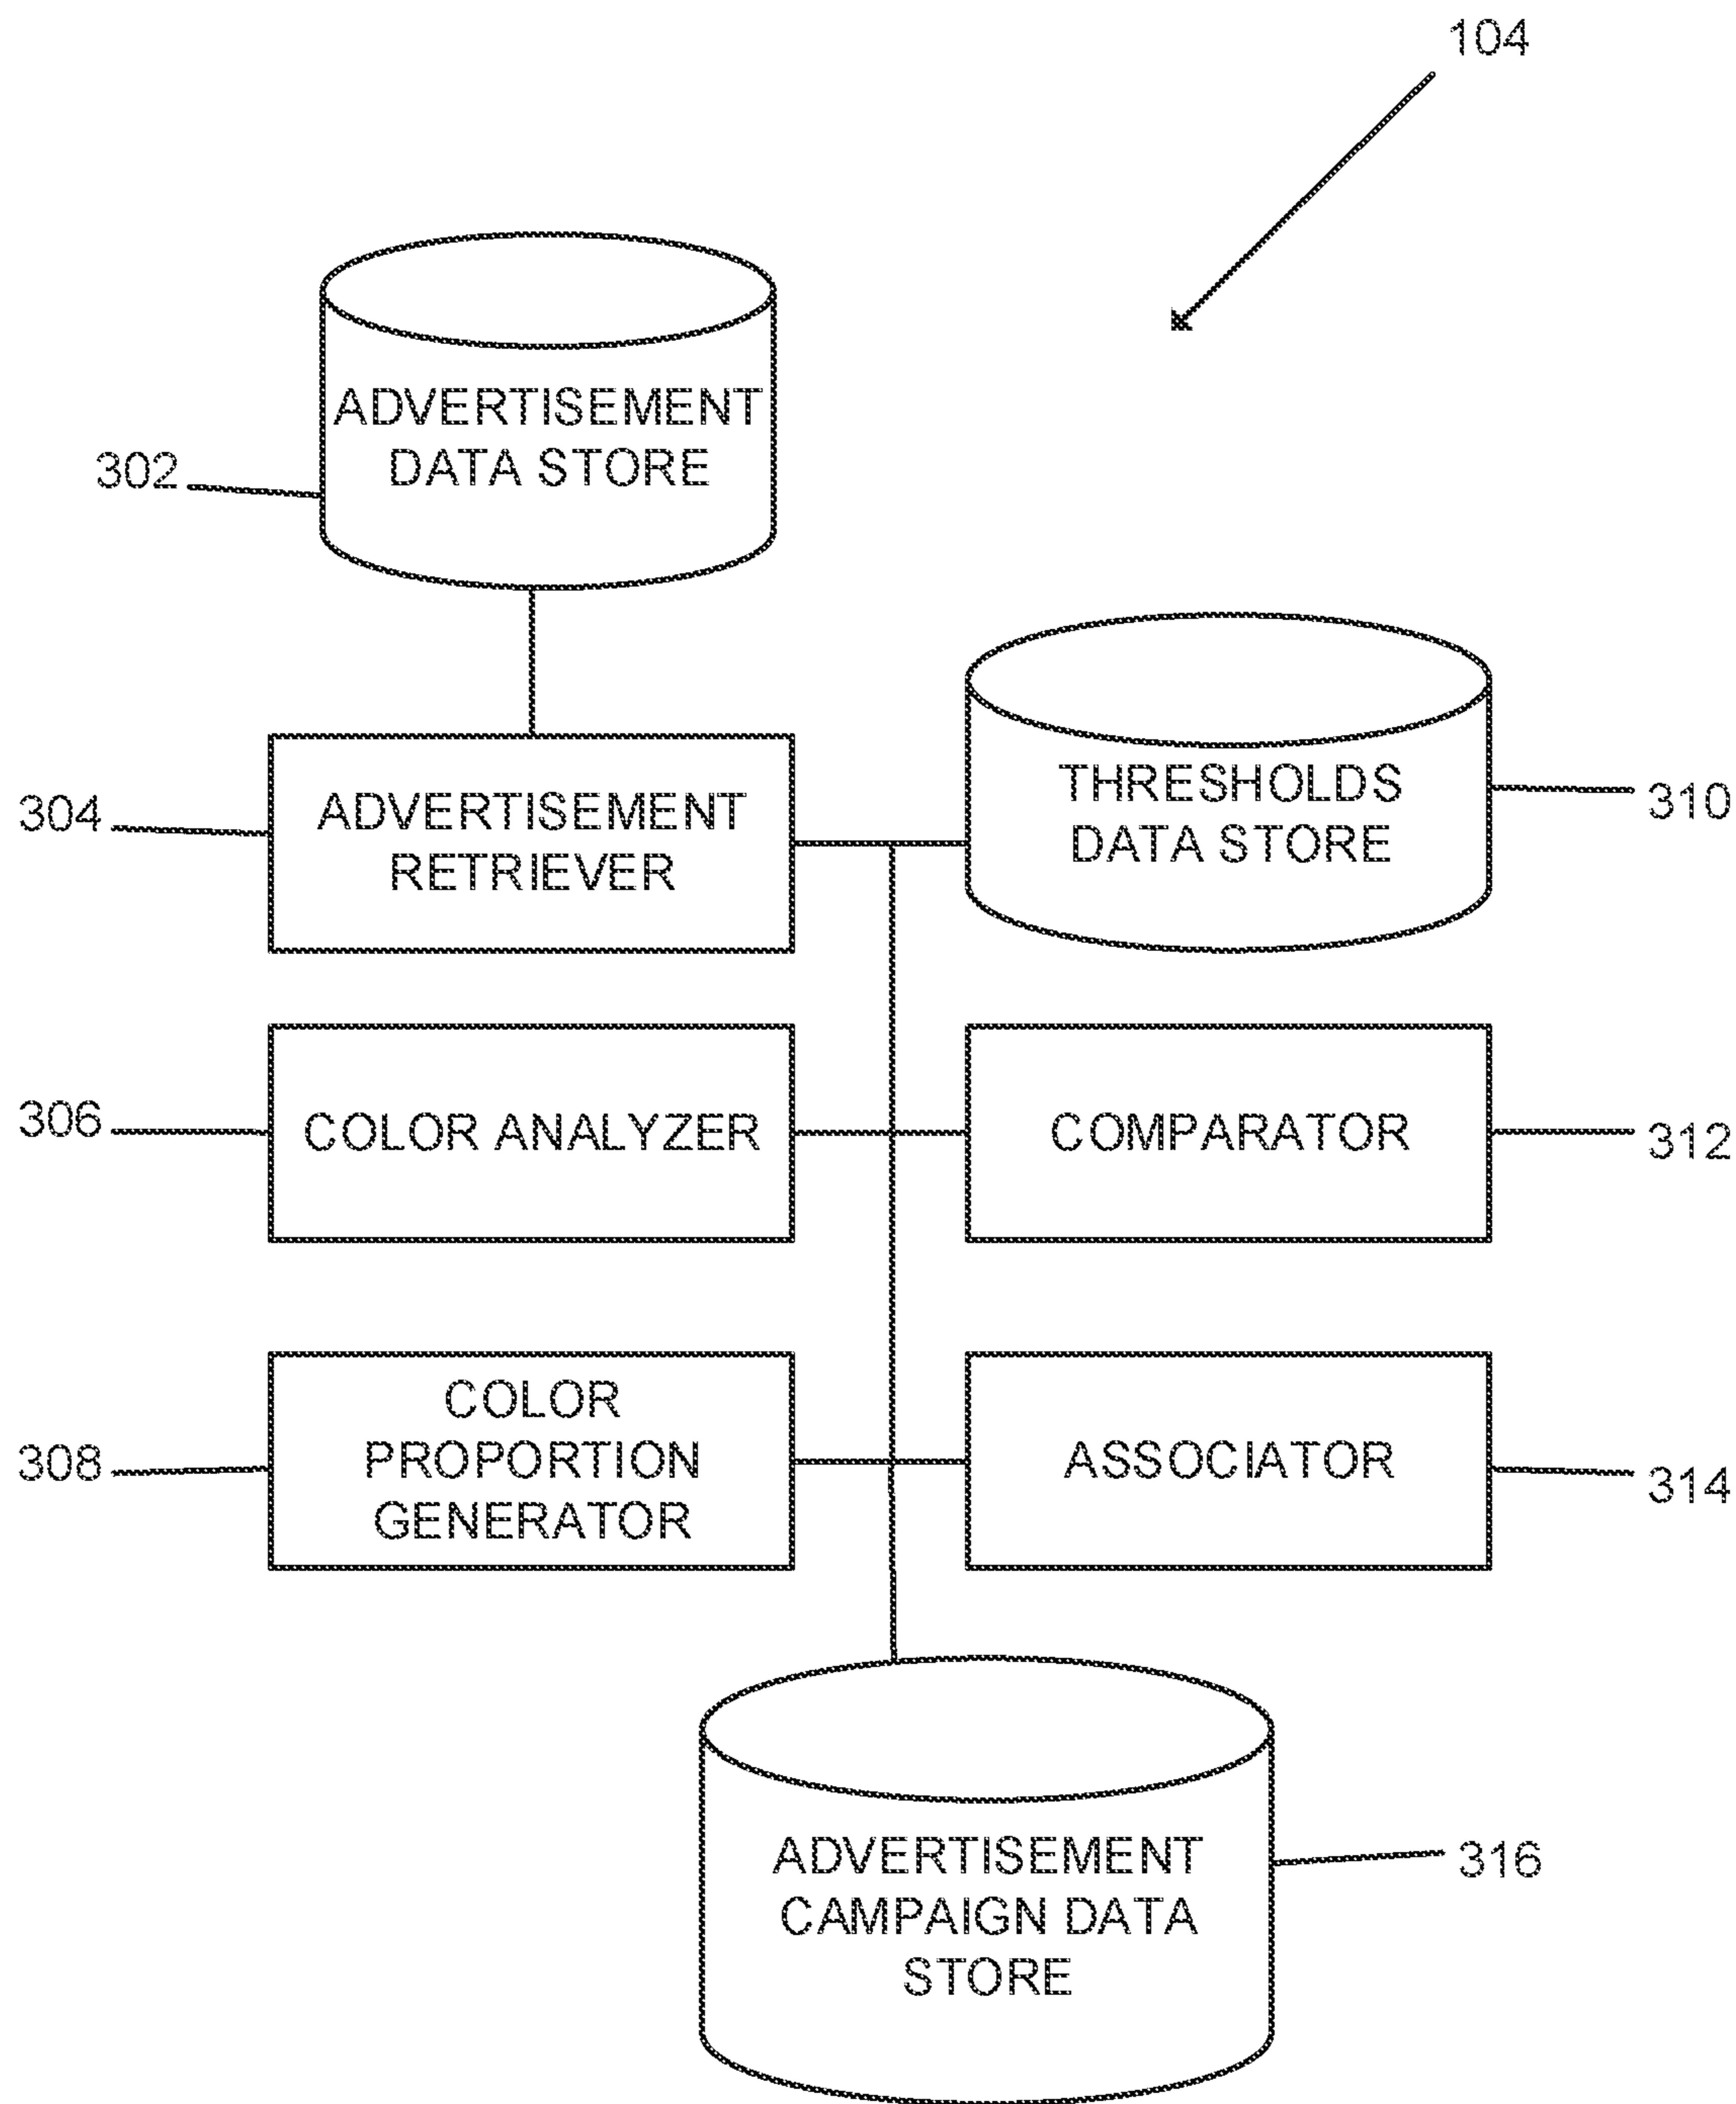 104
ADVERTISEMENT
DATA STORE
302
THRESHOLDS
DATA STORE
310
304
ADVERTISEMENT
RETRIEVER
306
COLOR ANALYZER
COMPARATOR
312
308
COLOR
PROPORTION
GENERATOR
ASSOCIATOR
314
ADVERTISEMENT
CAMPAIGN DATA
STORE
316